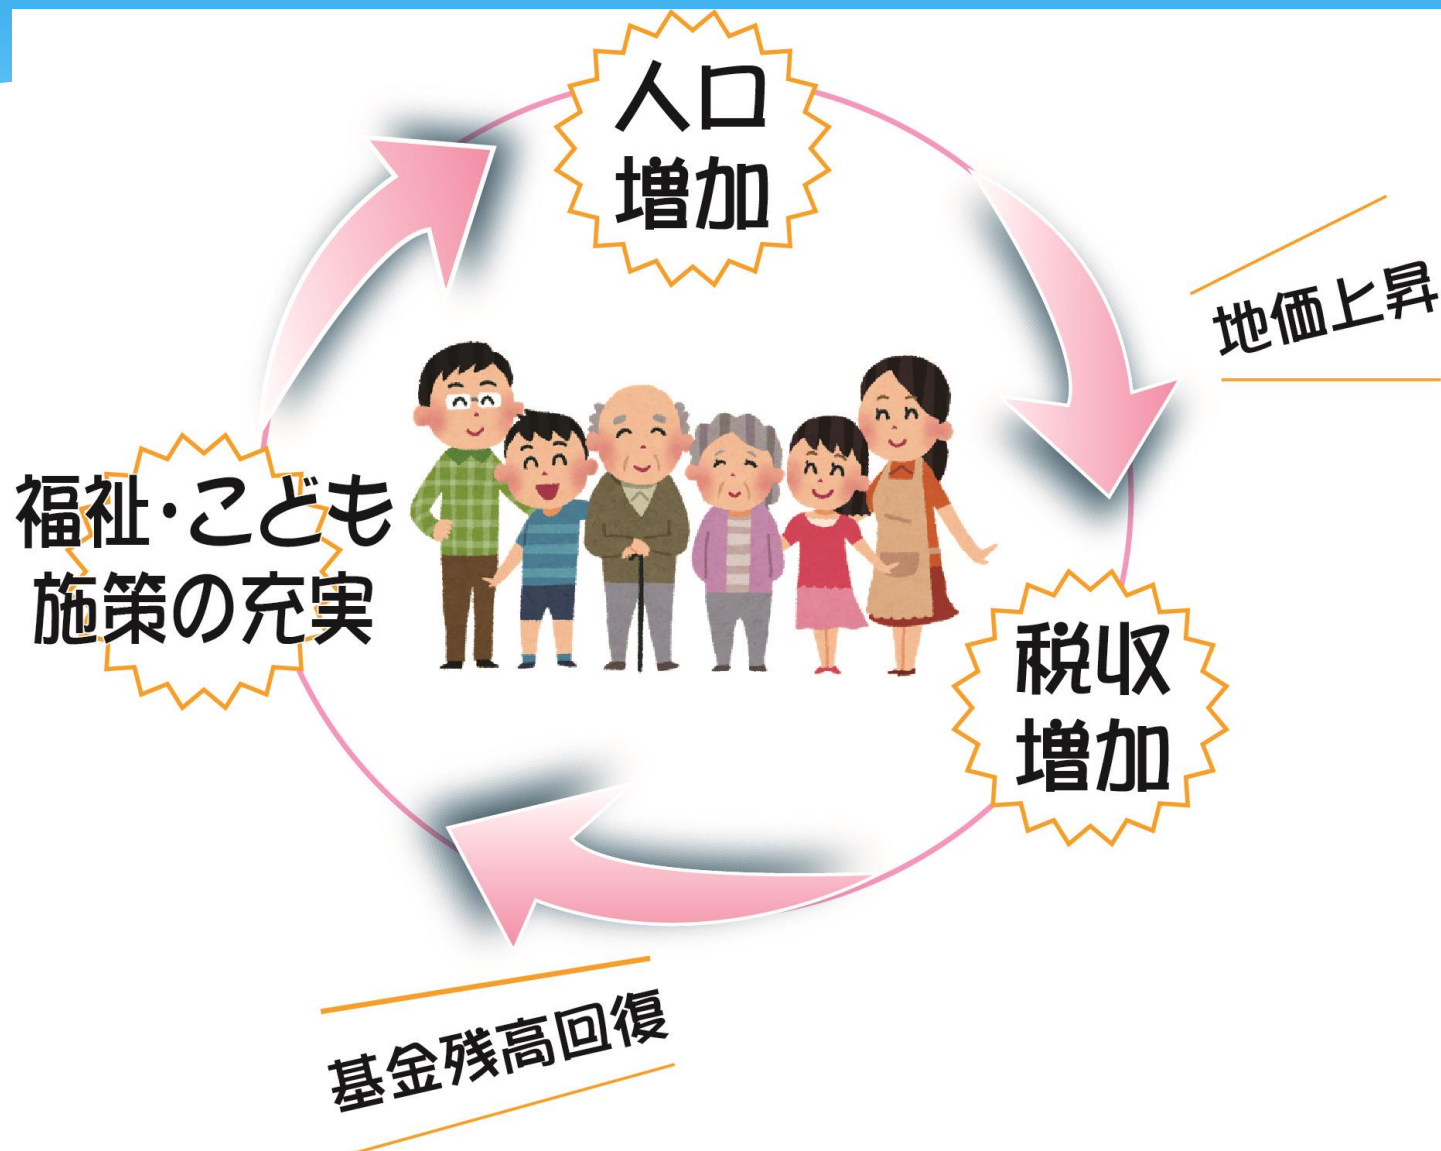 人口
増加
地価上昇
福祉・こども
施策の充実
税収
増加
基金残高回復